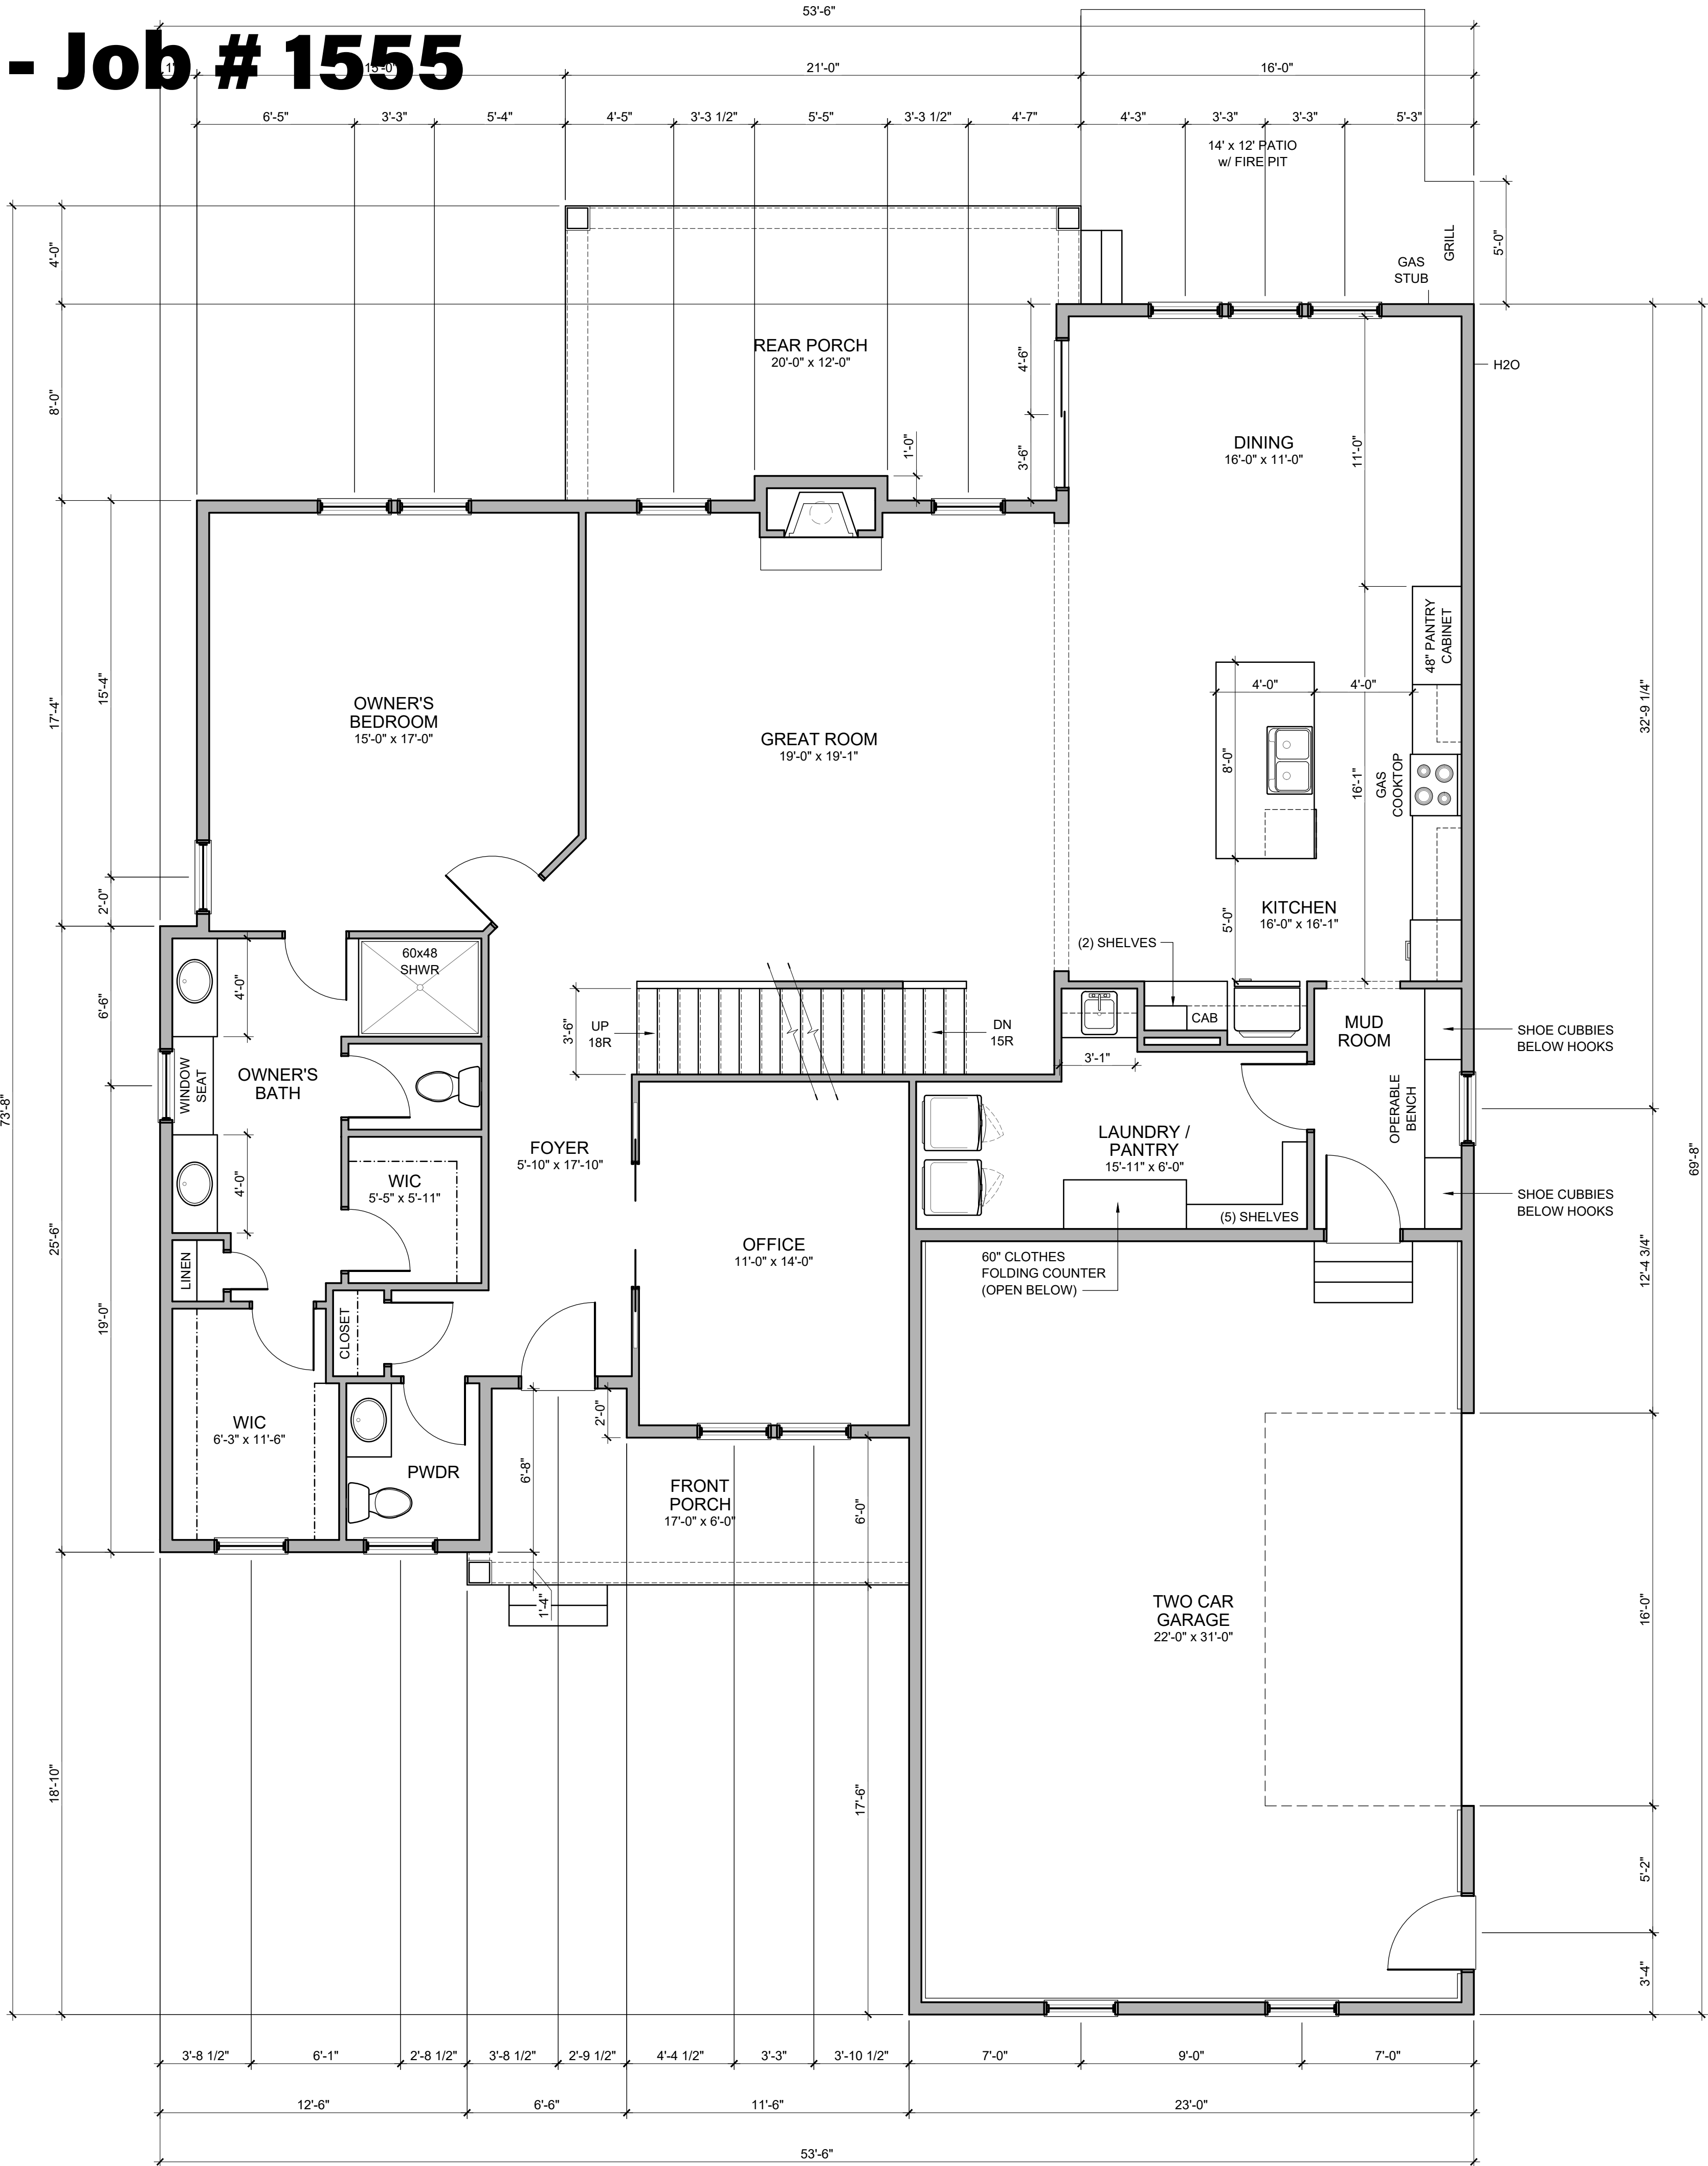 53'-6"
- Job # 1555
21'-0"
16'-0"
6'-5"
3'-3"
5'-4"
4'-5"
3'-3 1/2"
5'-5"
3'-3 1/2"
4'-7"
4'-3"
3'-3"
3'-3"
5'-3"
14' x 12' PATIO
w/ FIRE PIT
4'-0"
GRILL
5'-0"
GAS
STUB
REAR PORCH
20'-0" x 12'-0"
4'-6"
H2O
8'-0"
1'-0"
3'-6"
DINING
16'-0" x 11'-0"
11'-0"
48" PANTRY
CABINET
17'-4"
15'-4"
OWNER'S
BEDROOM
15'-0" x 17'-0"
GREAT ROOM
19'-0" x 19'-1"
4'-0"
4'-0"
8'-0"
16'-1"
GAS
COOKTOP
32'-9 1/4"
2'-0"
5'-0"
KITCHEN
16'-0" x 16'-1"
60x48
SHWR
(2) SHELVES
4'-0"
6'-6"
3'-6"
UP
18R
DN
15R
CAB
MUD
ROOM
SHOE CUBBIES
BELOW HOOKS
3'-1"
73'-8"
WINDOW
SEAT
OWNER'S
BATH
OPERABLE
BENCH
LAUNDRY /
PANTRY
15'-11" x 6'-0"
FOYER
5'-10" x 17'-10"
69'-8"
4'-0"
WIC
5'-5" x 5'-11"
(5) SHELVES
SHOE CUBBIES
BELOW HOOKS
25'-6"
OFFICE
11'-0" x 14'-0"
60" CLOTHES
FOLDING COUNTER
(OPEN BELOW)
12'-4 3/4"
LINEN
19'-0"
CLOSET
2'-0"
WIC
6'-3" x 11'-6"
PWDR
6'-8"
FRONT
PORCH
17'-0" x 6'-0"
6'-0"
1'-4"
TWO CAR
GARAGE
22'-0" x 31'-0"
16'-0"
18'-10"
17'-6"
5'-2"
3'-4"
3'-8 1/2"
6'-1"
2'-8 1/2"
3'-8 1/2"
2'-9 1/2"
4'-4 1/2"
3'-3"
3'-10 1/2"
7'-0"
9'-0"
7'-0"
12'-6"
6'-6"
11'-6"
23'-0"
53'-6"